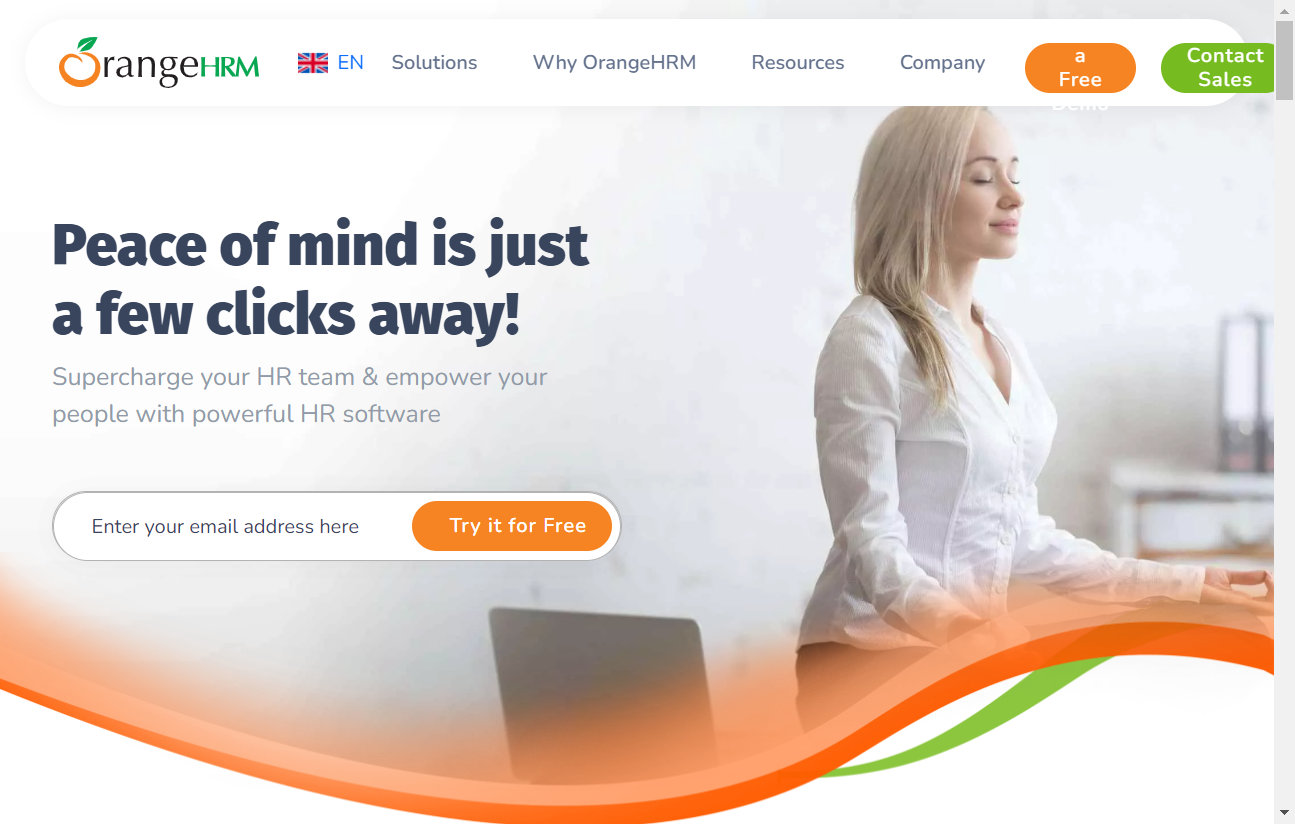 OrangeHRM
EN
Solutions
Why OrangeHRM
Resources
Company
a
Free
Demo
Contact
Sales
Peace of mind is just
a few clicks away!
Supercharge your HR team & empower your
people with powerful HR software
Enter your email address here
Try it for Free